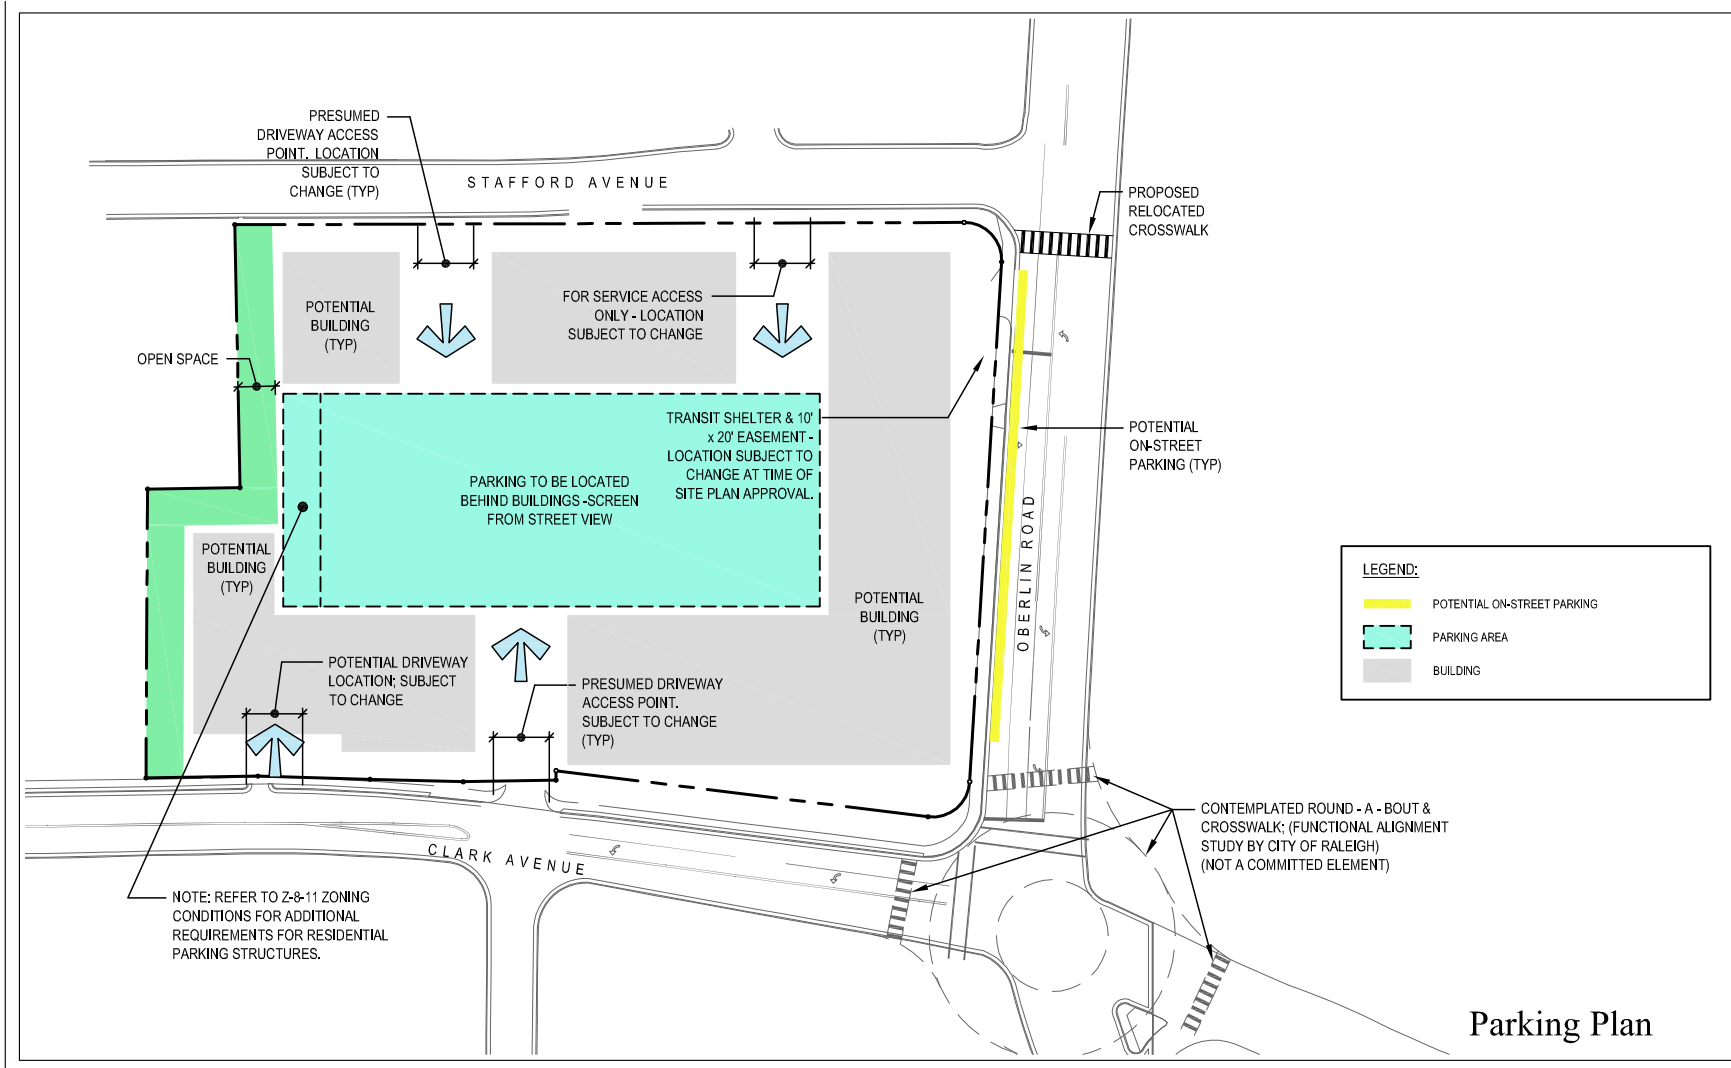 PRESUMED
DRIVEWAY ACCESS
POINT. LOCATION
SUBJECT TO
CHANGE (TYP)
STAFFORD AVENUE
PROPOSED
RELOCATED
CROSSWALK
POTENTIAL
BUILDING
(TYP)
FOR SERVICE ACCESS
ONLY - LOCATION
SUBJECT TO CHANGE
OPEN SPACE
TRANSIT SHELTER & 10'
x 20' EASEMENT -
LOCATION SUBJECT TO
CHANGE AT TIME OF
SITE PLAN APPROVAL.
POTENTIAL
ON-STREET
PARKING (TYP)
PARKING TO BE LOCATED
BEHIND BUILDINGS -SCREEN
FROM STREET VIEW
OBERLIN ROAD
POTENTIAL
BUILDING
(TYP)
POTENTIAL
BUILDING
(TYP)
LEGEND:
POTENTIAL ON-STREET PARKING
PARKING AREA
BUILDING
POTENTIAL DRIVEWAY
LOCATION; SUBJECT
TO CHANGE
PRESUMED DRIVEWAY
ACCESS POINT.
SUBJECT TO CHANGE
(TYP)
CONTEMPLATED ROUND - A - BOUT &
CROSSWALK; (FUNCTIONAL ALIGNMENT
STUDY BY CITY OF RALEIGH)
(NOT A COMMITTED ELEMENT)
CLARK AVENUE
NOTE: REFER TO Z-8-11 ZONING
CONDITIONS FOR ADDITIONAL
REQUIREMENTS FOR RESIDENTIAL
PARKING STRUCTURES.
Parking Plan